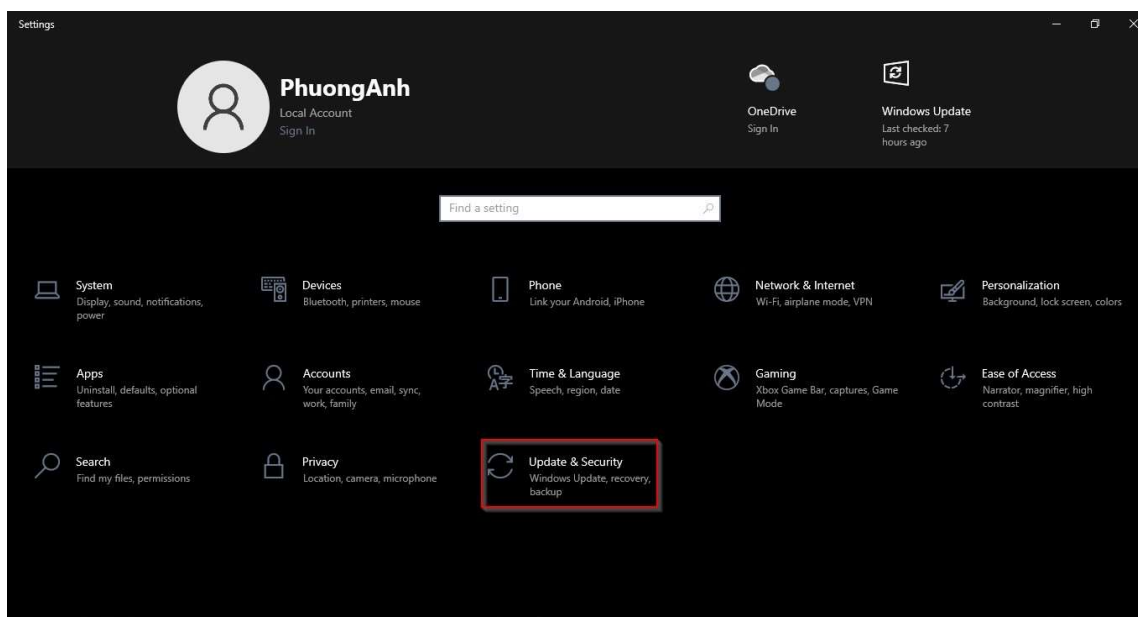 Settings
PhuongAnh
Local Account
Sign In
OneDrive
Sign In
Windows Update
Last checked: 7
hours ago
Find a setting
System
Display, sound, notifications,
power
Devices
Bluetooth, printers, mouse
Phone
Link your Android, iPhone
Network & Internet
Wi-Fi, airplane mode, VPN
Personalization
Background, lock screen, colors
Apps
Uninstall, defaults, optional
features
Accounts
Your accounts, email, sync,
work, family
Time & Language
Speech, region, date
Gaming
Xbox Game Bar, captures, Game
Mode
Ease of Access
Narrator, magnifier, high
contrast
Search
Find my files, permissions
Privacy
Location, camera, microphone
Update & Security
Windows Update, recovery,
backup